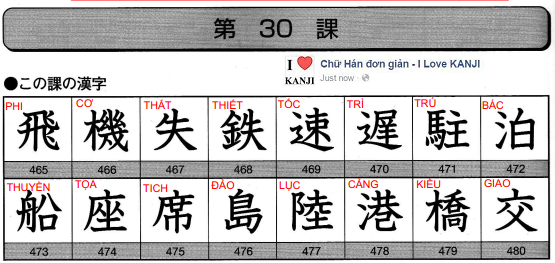 第 30 課
I ❤ KANJI
Chữ Hán đơn giản - I Love KANJI
Just now
●この課の漢字
PHI CƠ THẤT THIẾT TỐC TRÌ TRÚ BẠC
飛 機 失 鉄 速 遅 駐 泊
465 466 467 468 469 470 471 472
THUYỀN TỌA TỊCH ĐẢO LỤC CẢNG KIỀU GIAO
船 座 席 島 陸 港 橋 交
473 474 475 476 477 478 479 480